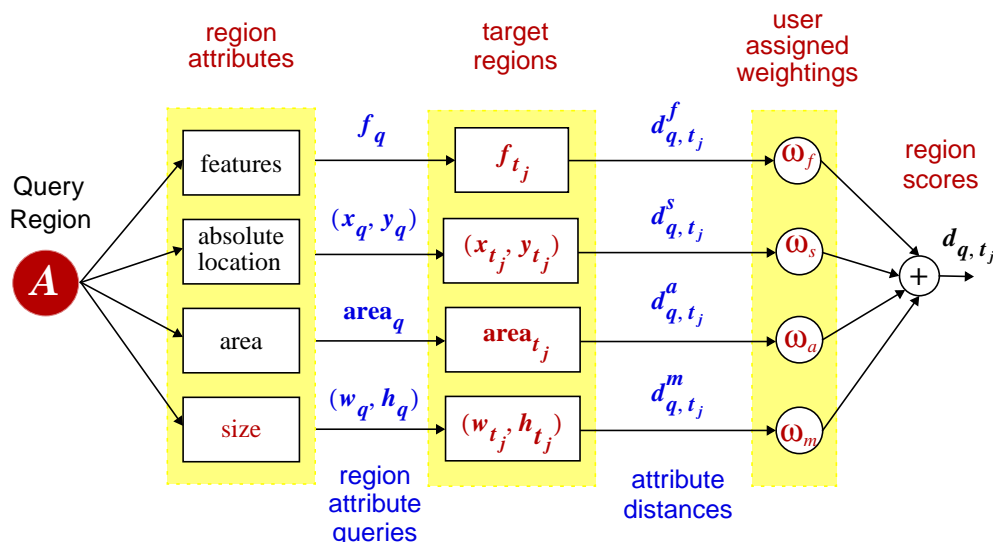 region
attributes
target
regions
user
assigned
weightings
region
scores
Query
Region
A
features
f_q
f_{t_j}
d^f_{q, t_j}
ω_f
absolute
location
(x_q, y_q)
(x_{t_j}, y_{t_j})
d^s_{q, t_j}
ω_s
+
d_{q, t_j}
area
area_q
area_{t_j}
d^a_{q, t_j}
ω_a
size
(w_q, h_q)
(w_{t_j}, h_{t_j})
d^m_{q, t_j}
ω_m
region
attribute
queries
attribute
distances